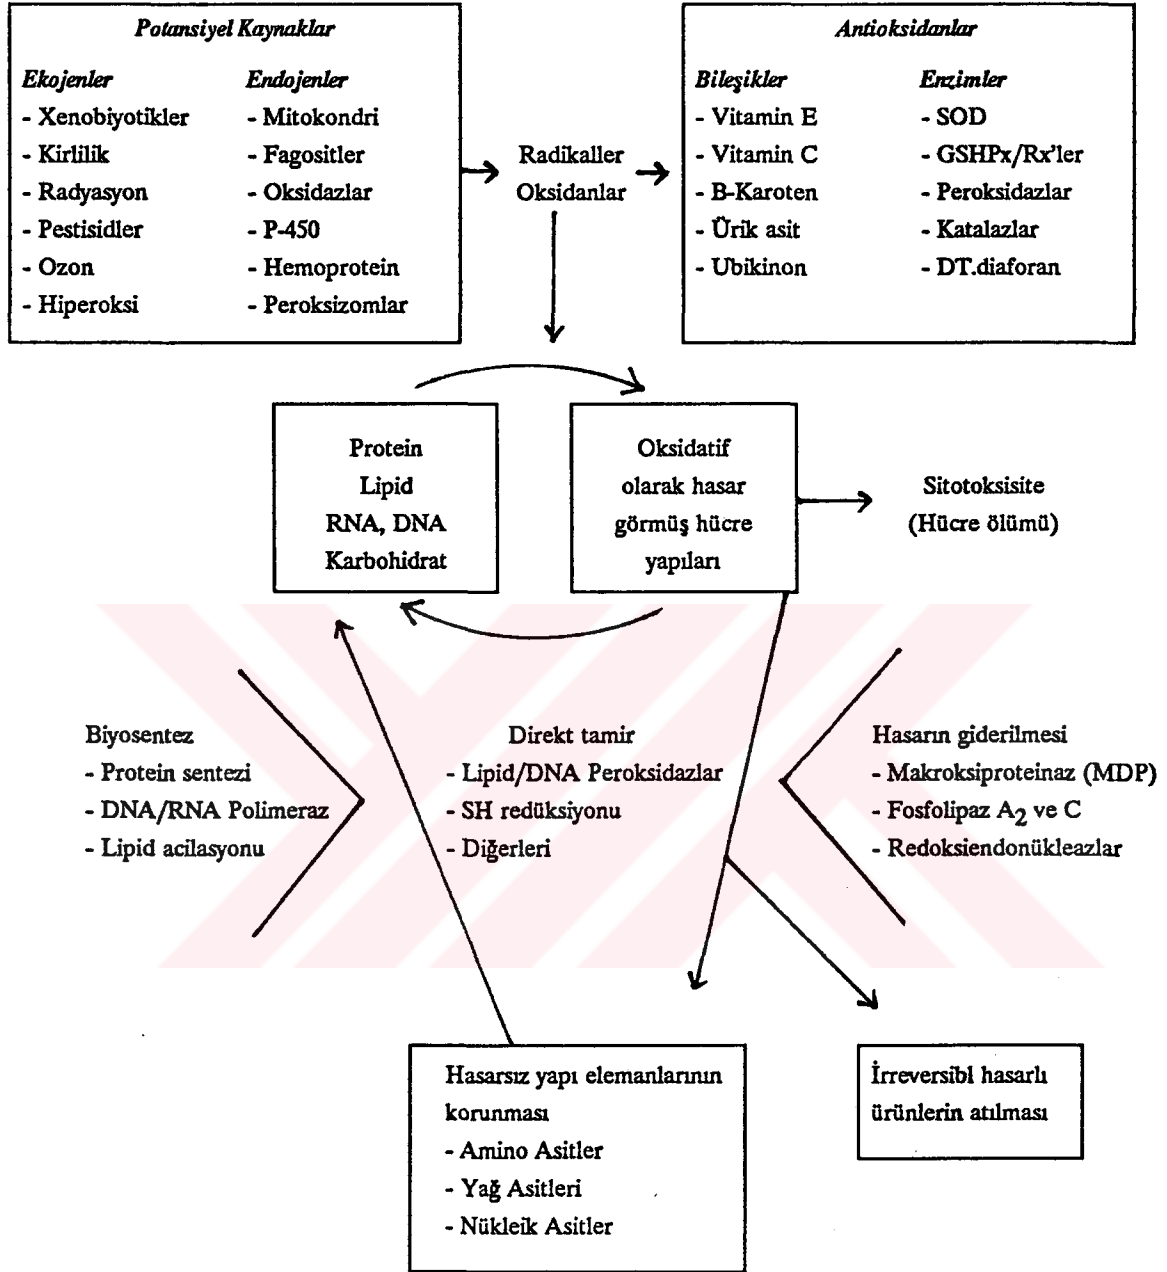 Potansiyel Kaynaklar
Ekojenler
- Xenobiyotikler
- Kirlilik
- Radyasyon
- Pestisidler
- Ozon
- Hiperoksi
Endojenler
- Mitokondri
- Fagositler
- Oksidazlar
- P-450
- Hemoprotein
- Peroksizomlar
Radikaller
Oksidanlar
Antioksidanlar
Bileşikler
- Vitamin E
- Vitamin C
- B-Karoten
- Ürik asit
- Ubikinon
Enzimler
- SOD
- GSHPx/Rx'ler
- Peroksidazlar
- Katalazlar
- DT.diaforan
Protein
Lipid
RNA, DNA
Karbohidrat
Oksidatif
olarak hasar
görmüş hücre
yapıları
Sitotoksisite
(Hücre ölümü)
Biyosentez
- Protein sentezi
- DNA/RNA Polimeraz
- Lipid acilasyonu
Direkt tamir
- Lipid/DNA Peroksidazlar
- SH redüksiyonu
- Diğerleri
Hasarın giderilmesi
- Makroksiproteinaz (MDP)
- Fosfolipaz A2 ve C
- Redoksiendonükleazlar
Hasarsız yapı elemanlarının
korunması
- Amino Asitler
- Yağ Asitleri
- Nükleik Asitler
İrreversibl hasarlı
ürünlerin atılması